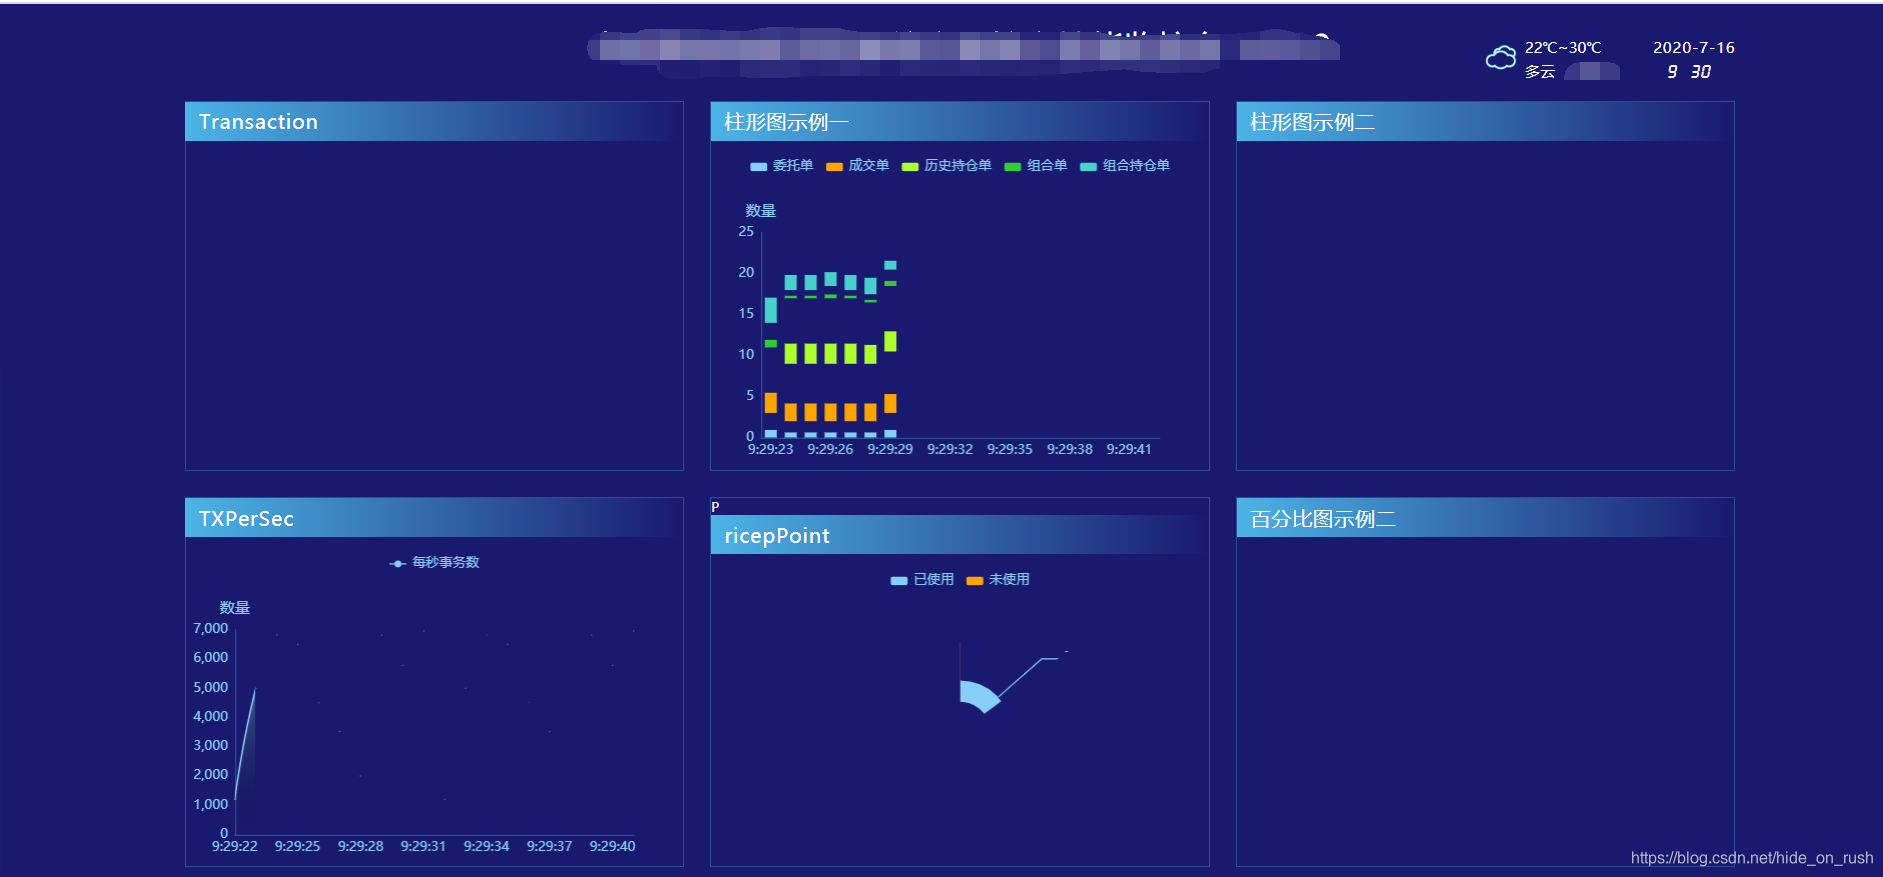 22℃~30℃
多云
2020-7-16
9 30
Transaction
柱形图示例一
委托单 成交单 历史持仓单 组合单 组合持仓单
数量
25
20
15
10
5
0
9:29:23 9:29:26 9:29:29 9:29:32 9:29:35 9:29:38 9:29:41
柱形图示例二
TXPerSec
每秒事务数
数量
7,000
6,000
5,000
4,000
3,000
2,000
1,000
0
9:29:22 9:29:25 9:29:28 9:29:31 9:29:34 9:29:37 9:29:40
P
ricepPoint
已使用 未使用
-
百分比图示例二
https://blog.csdn.net/hide_on_rush